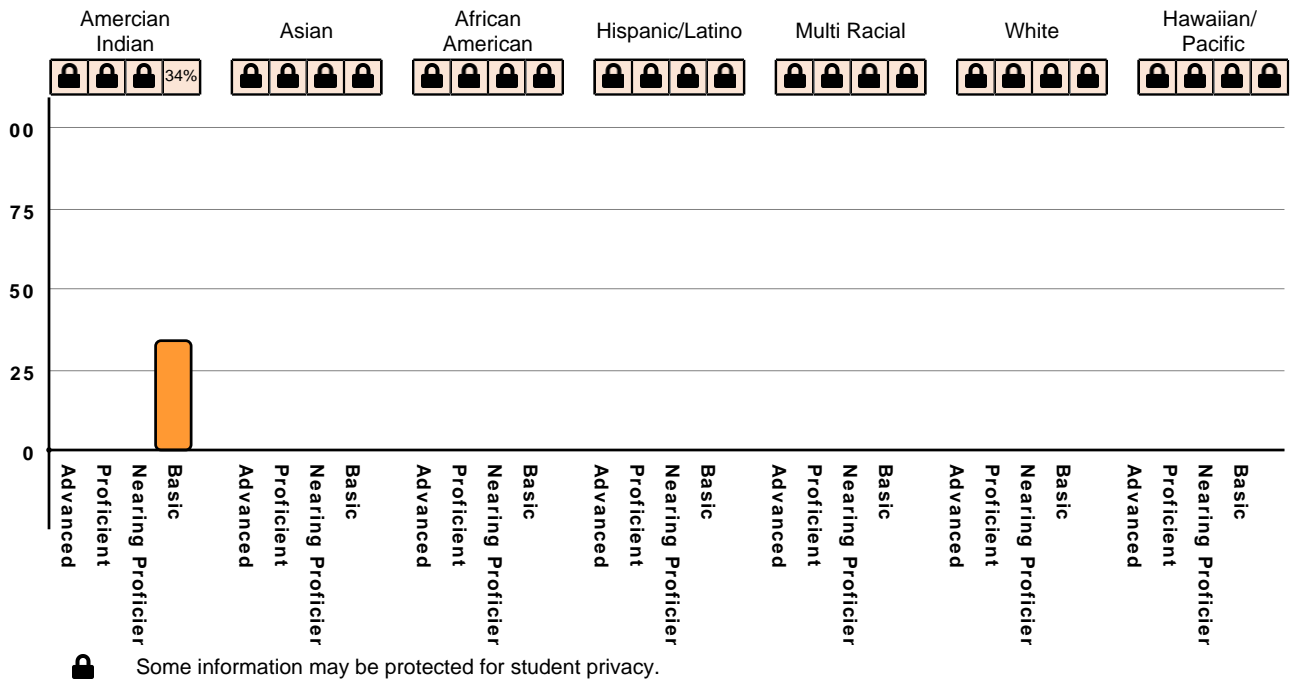 Amercian
Indian
Asian
African
American
Hispanic/Latino
Multi Racial
White
Hawaiian/
Pacific
34%
00
75
50
25
0
Advanced
Proficient
Nearing Proficier
Basic
Advanced
Proficient
Nearing Proficier
Basic
Advanced
Proficient
Nearing Proficier
Basic
Advanced
Proficient
Nearing Proficier
Basic
Advanced
Proficient
Nearing Proficier
Basic
Advanced
Proficient
Nearing Proficier
Basic
Advanced
Proficient
Nearing Proficier
Basic
Some information may be protected for student privacy.